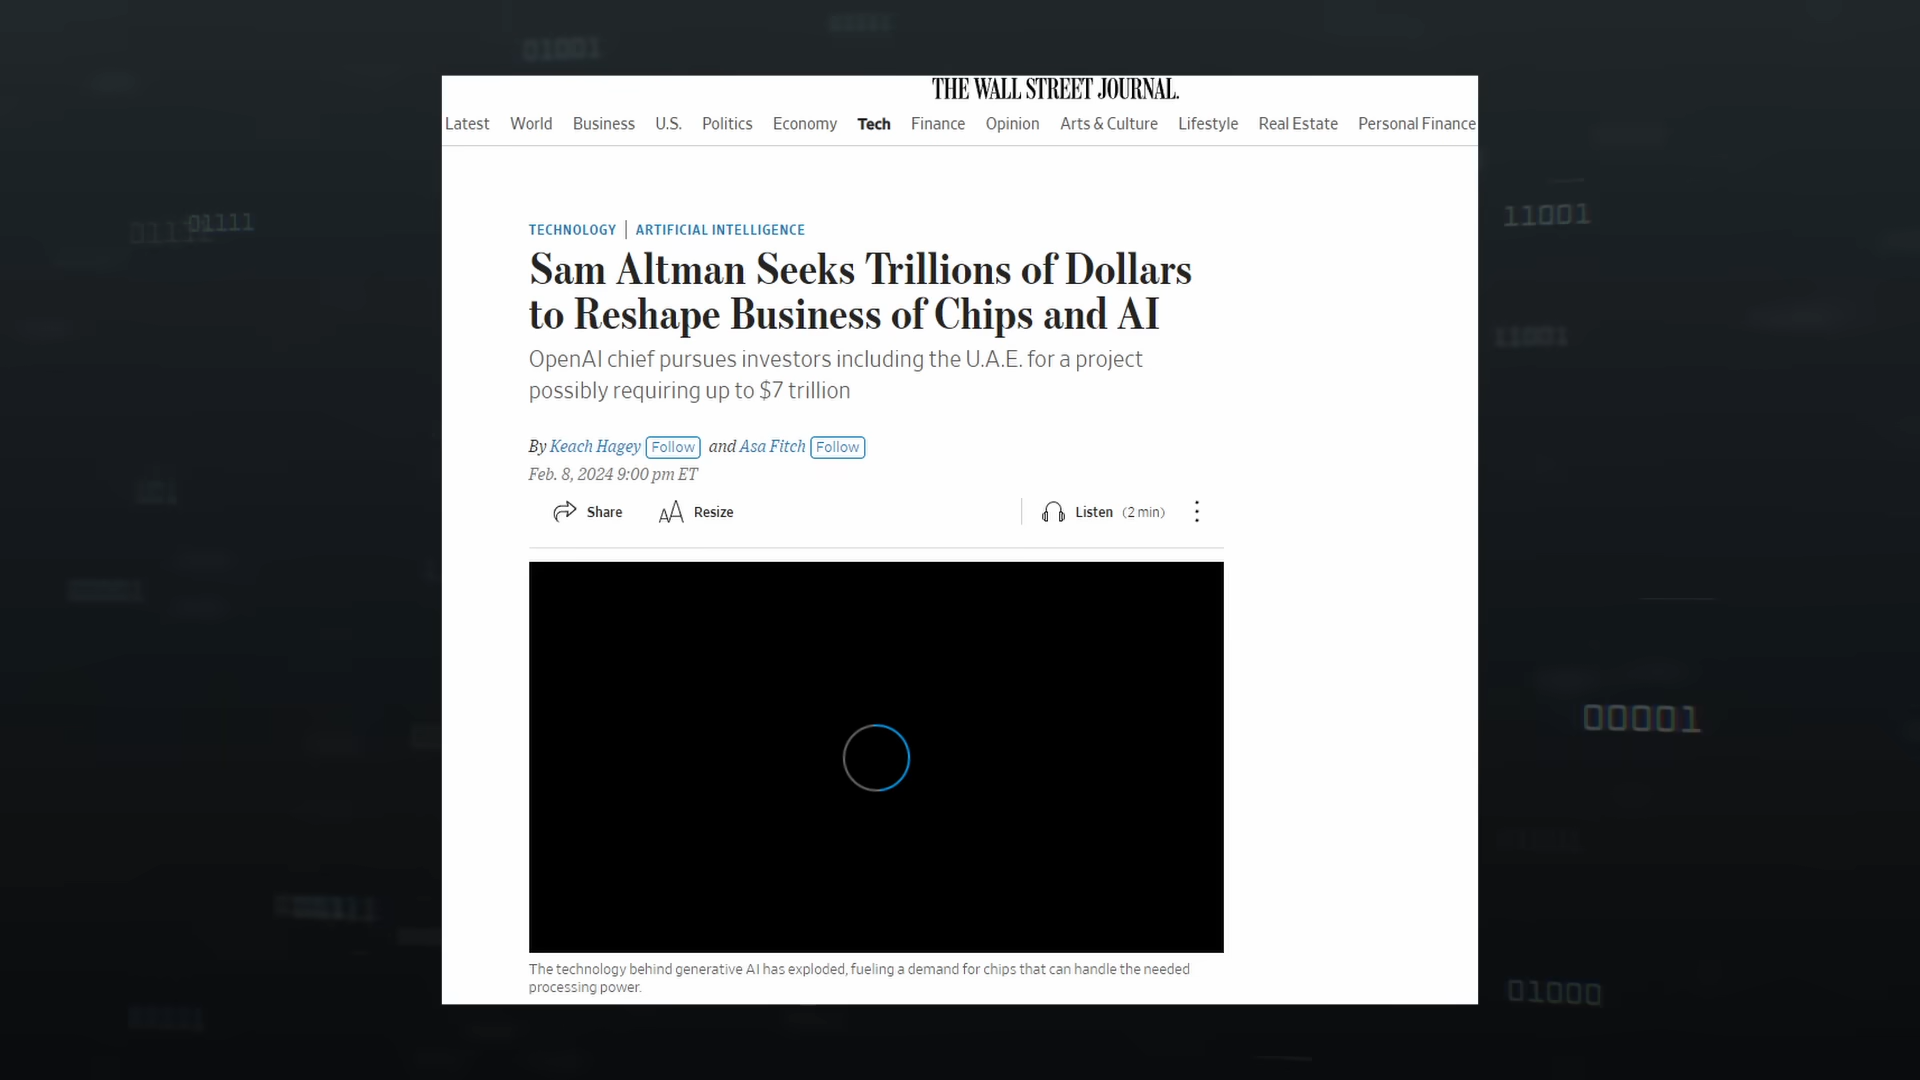 THE WALL STREET JOURNAL.
Latest World Business U.S. Politics Economy Tech Finance Opinion Arts & Culture Lifestyle Real Estate Personal Finance
TECHNOLOGY | ARTIFICIAL INTELLIGENCE
Sam Altman Seeks Trillions of Dollars
to Reshape Business of Chips and AI
OpenAI chief pursues investors including the U.A.E. for a project
possibly requiring up to $7 trillion
By Keach Hagey Follow and Asa Fitch Follow
Feb. 8, 2024 9:00 pm ET
Share Resize Listen (2 min)
The technology behind generative AI has exploded, fueling a demand for chips that can handle the needed
processing power.
01001
01111
11001
11001
00001
01000